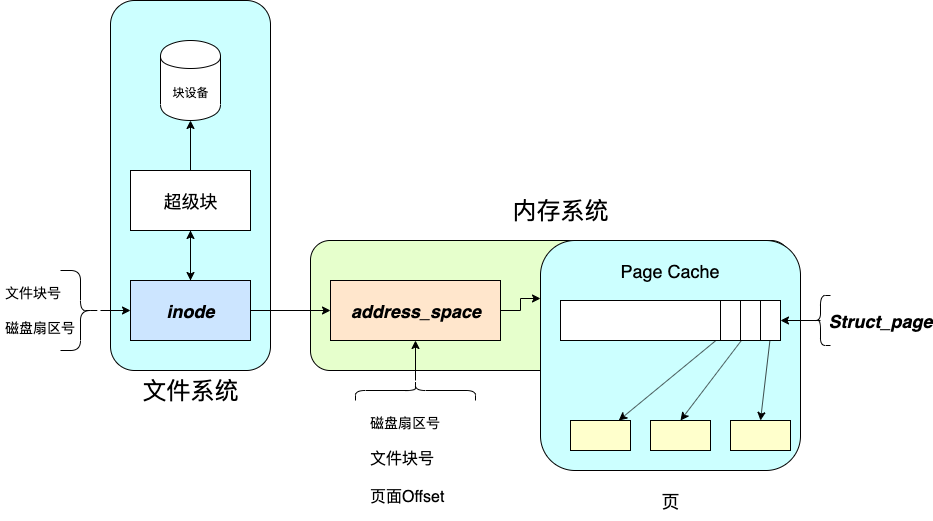 块设备
超级块
内存系统
Page Cache
文件块号
磁盘扇区号
inode
address_space
Struct_page
文件系统
磁盘扇区号
文件块号
页面Offset
页